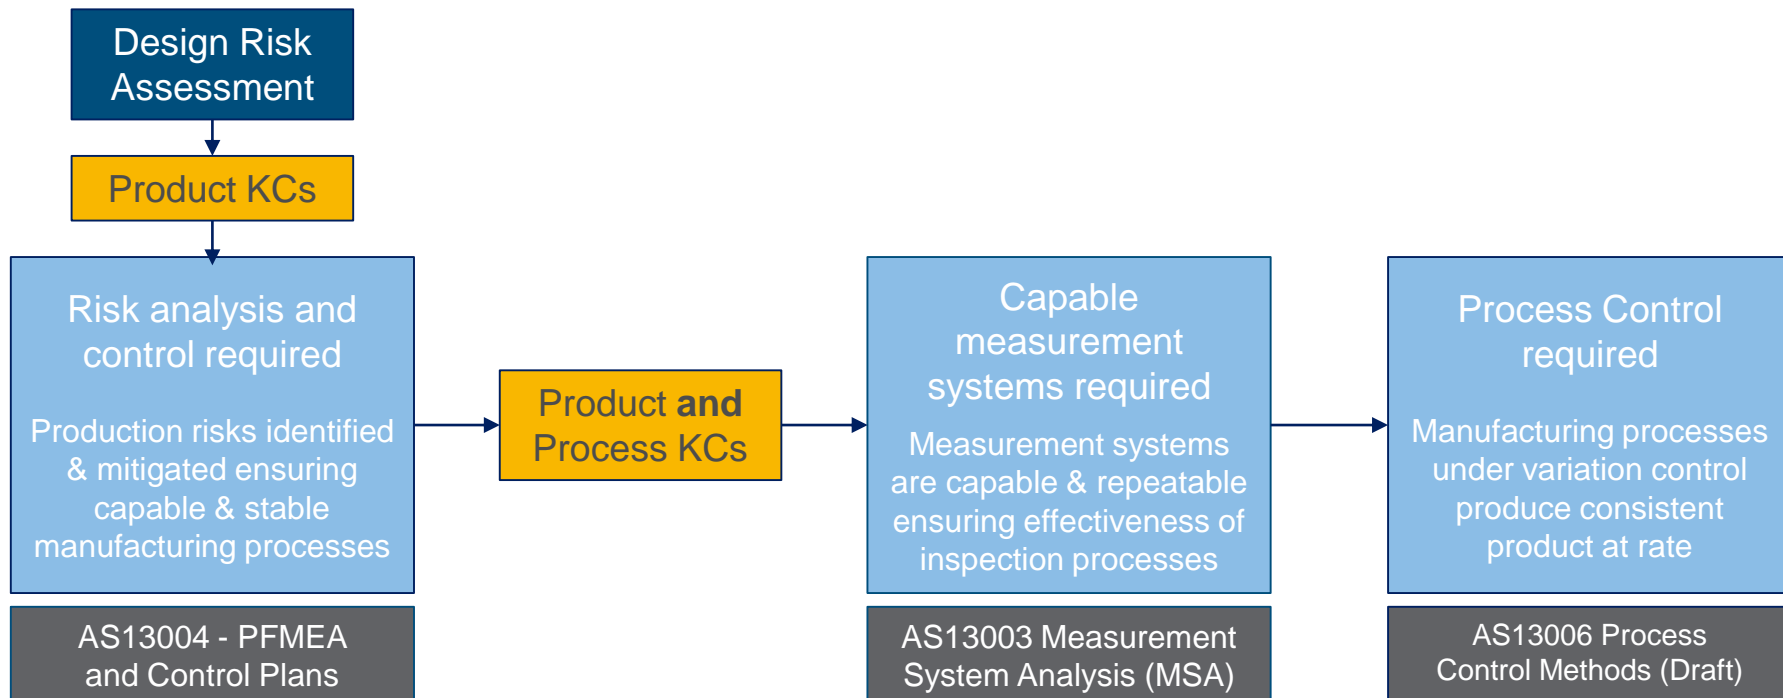 Design Risk
Assessment
Product KCs
Risk analysis and
control required
Production risks identified
& mitigated ensuring
capable & stable
manufacturing processes
AS13004 - PFMEA
and Control Plans
Product and
Process KCs
Capable
measurement
systems required
Measurement systems
are capable & repeatable
ensuring effectiveness of
inspection processes
AS13003 Measurement
System Analysis (MSA)
Process Control
required
Manufacturing processes
under variation control
produce consistent
product at rate
AS13006 Process
Control Methods (Draft)